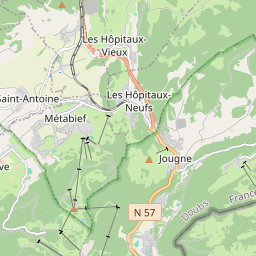 Les Hôpitaux-
Vieux
Les Hôpitaux-
Neufs
Saint-Antoine
Métabief
Jougne
N 57
Doubs
France